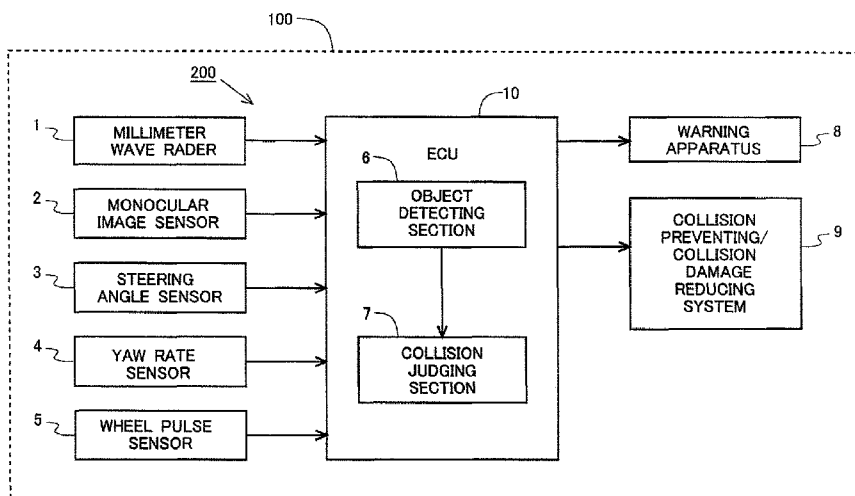 100
200
10
1
MILLIMETER
WAVE RADER
2
MONOCULAR
IMAGE SENSOR
3
STEERING
ANGLE SENSOR
4
YAW RATE
SENSOR
5
WHEEL PULSE
SENSOR
ECU
6
OBJECT
DETECTING
SECTION
7
COLLISION
JUDGING
SECTION
WARNING
APPARATUS
8
COLLISION
PREVENTING/
COLLISION
DAMAGE
REDUCING
SYSTEM
9